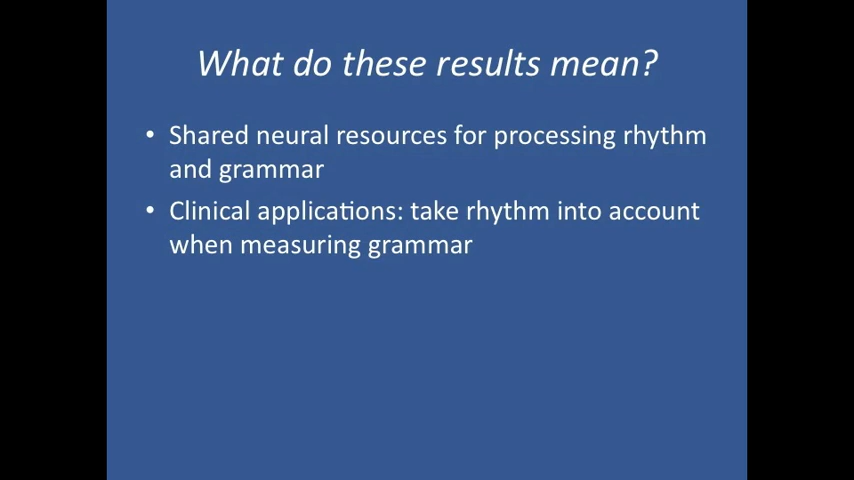 What do these results mean?
• Shared neural resources for processing rhythm
and grammar
• Clinical applications: take rhythm into account
when measuring grammar